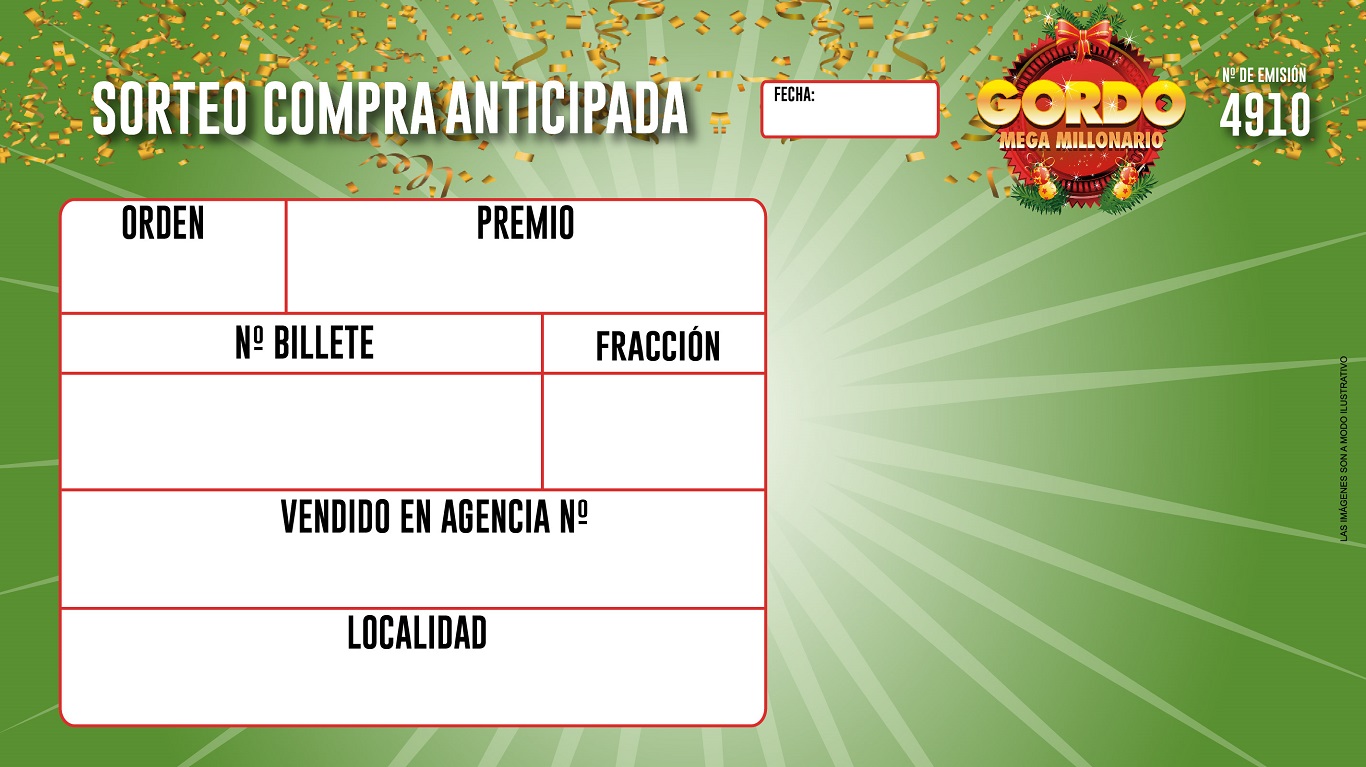 SORTEO COMPRA ANTICIPADA
FECHA:
GORDO
MEGA MILLONARIO
Nº DE EMISIÓN
4910
ORDEN
PREMIO
Nº BILLETE
FRACCIÓN
VENDIDO EN AGENCIA Nº
LOCALIDAD
LAS IMÁGENES SON A MODO ILUSTRATIVO